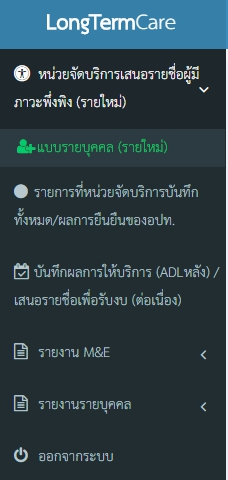 LongTermCare
หน่วยจัดบริการเสนอรายชื่อผู้มี
ภาวะพึ่งพิง (รายใหม่)
แบบรายบุคคล (รายใหม่)
รายการที่หน่วยจัดบริการบันทึก
ทั้งหมด/ผลการยืนยืนของอปท.
บันทึกผลการให้บริการ (ADLหลัง) /
เสนอรายชื่อเพื่อรับงบ (ต่อเนื่อง)
รายงาน M&E
รายงานรายบุคคล
ออกจากระบบ